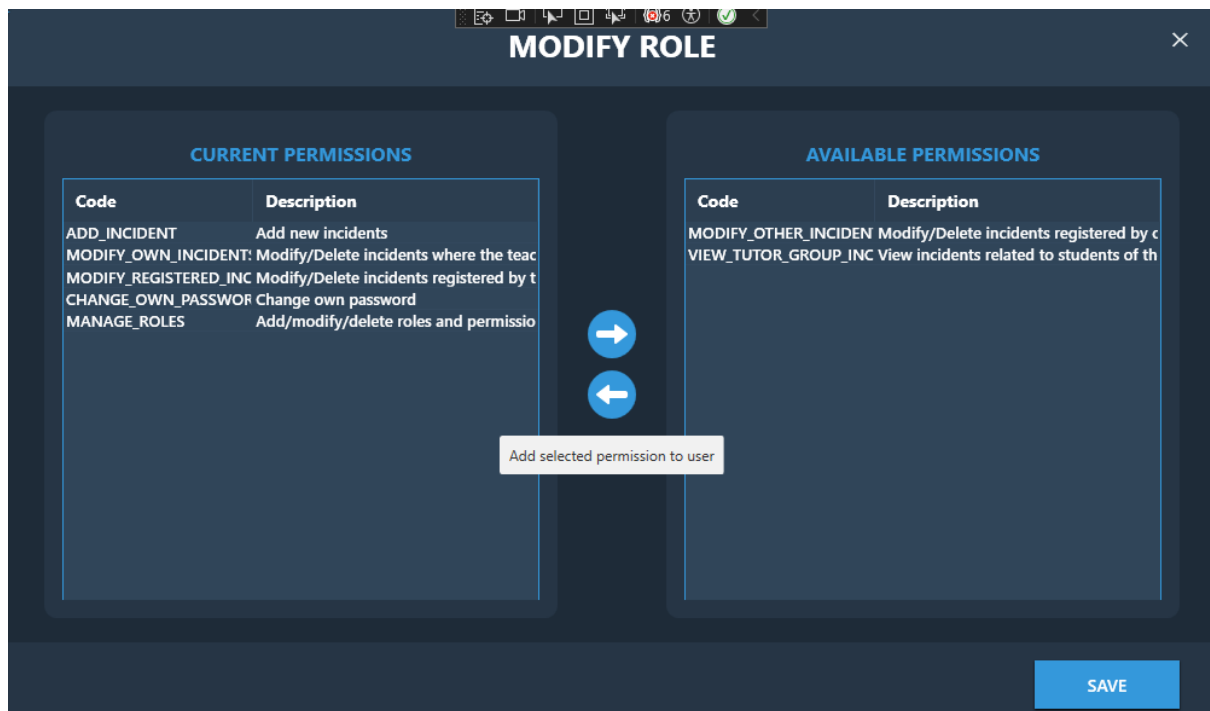 6
MODIFY ROLE
CURRENT PERMISSIONS
Code Description
ADD_INCIDENT Add new incidents
MODIFY_OWN_INCIDENT Modify/Delete incidents where the teac
MODIFY_REGISTERED_INC Modify/Delete incidents registered by t
CHANGE_OWN_PASSWOR Change own password
MANAGE_ROLES Add/modify/delete roles and permissio
Add selected permission to user
AVAILABLE PERMISSIONS
Code Description
MODIFY_OTHER_INCIDEN Modify/Delete incidents registered by c
VIEW_TUTOR_GROUP_INC View incidents related to students of th
SAVE